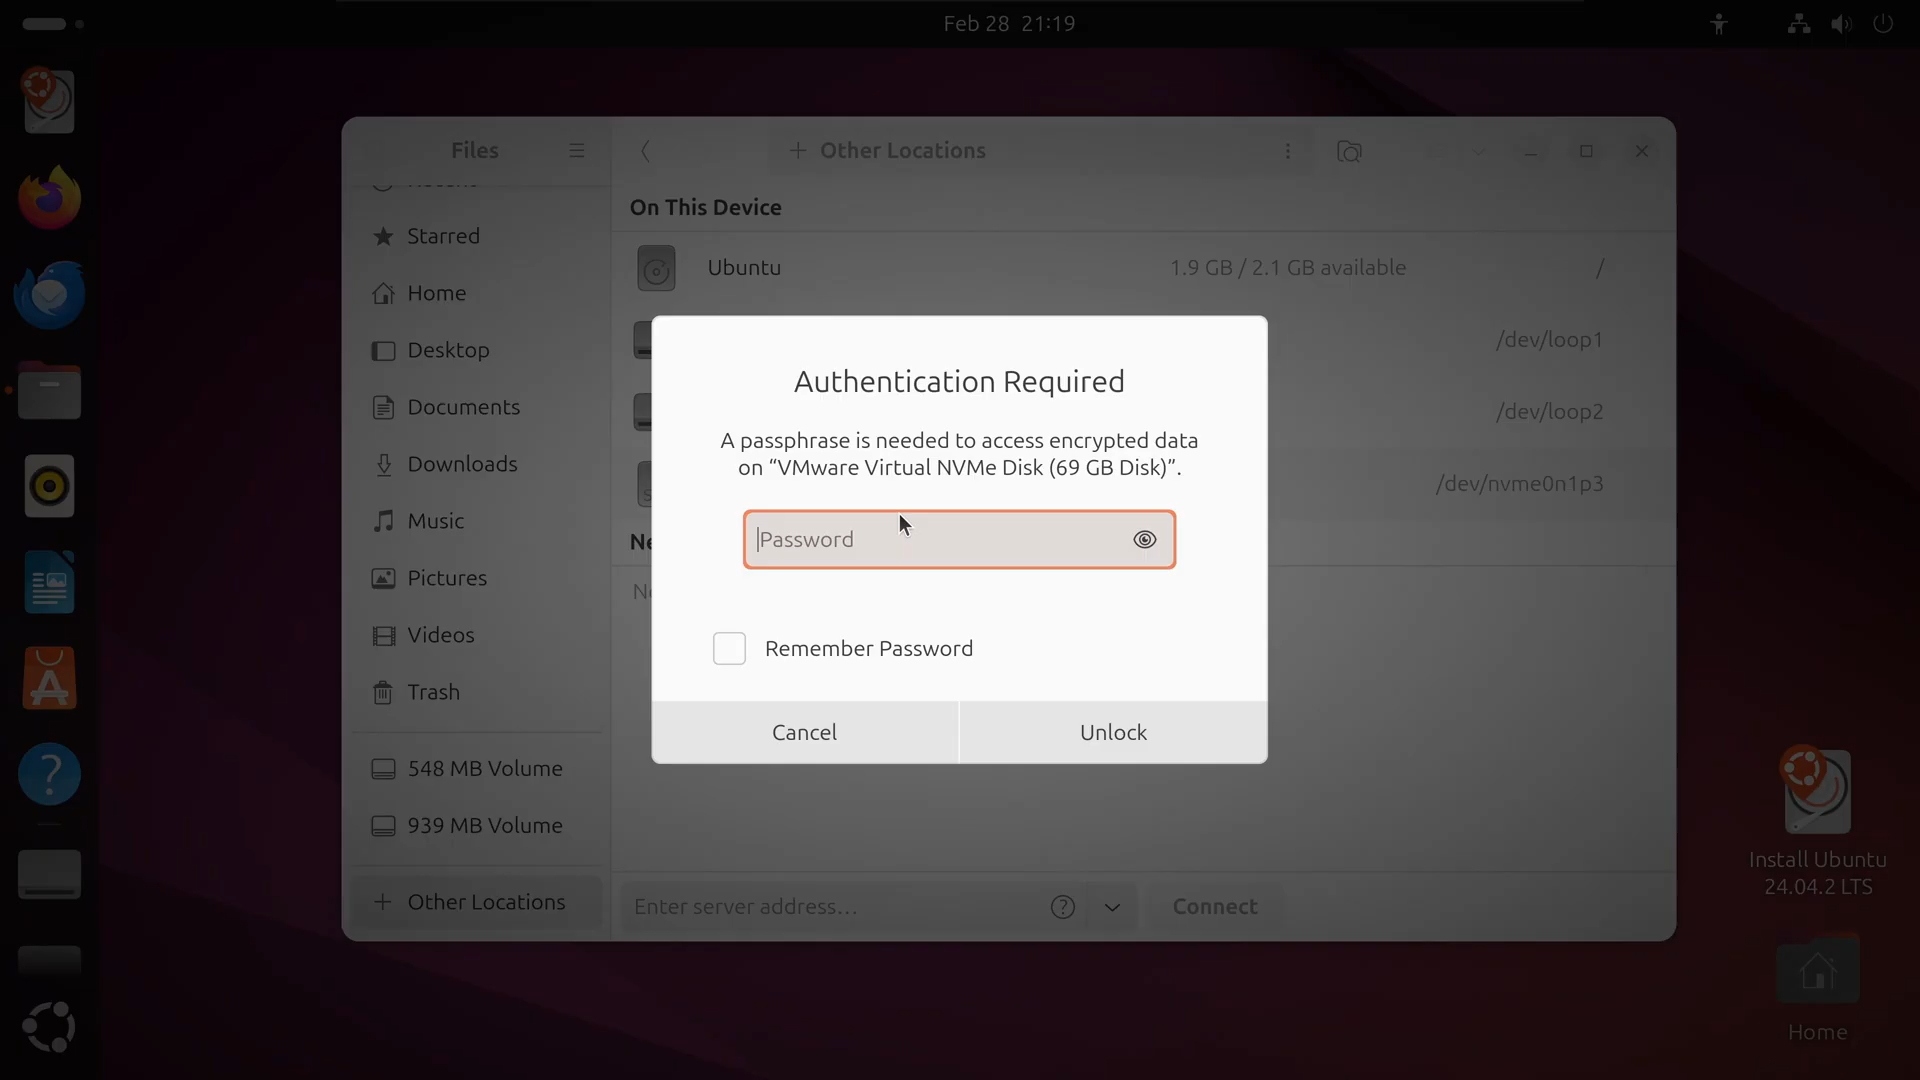 Feb 28 21:19
Files
Other Locations
Starred
Home
Desktop
Documents
Downloads
Music
Pictures
Videos
Trash
548 MB Volume
939 MB Volume
Other Locations
On This Device
Ubuntu
1.9 GB / 2.1 GB available
/
/dev/loop1
/dev/loop2
/dev/nvme0n1p3
Ne
Authentication Required
A passphrase is needed to access encrypted data
on “VMware Virtual NVMe Disk (69 GB Disk)”.
Password
Remember Password
Cancel
Unlock
Enter server address…
Connect
Install Ubuntu
24.04.2 LTS
Home